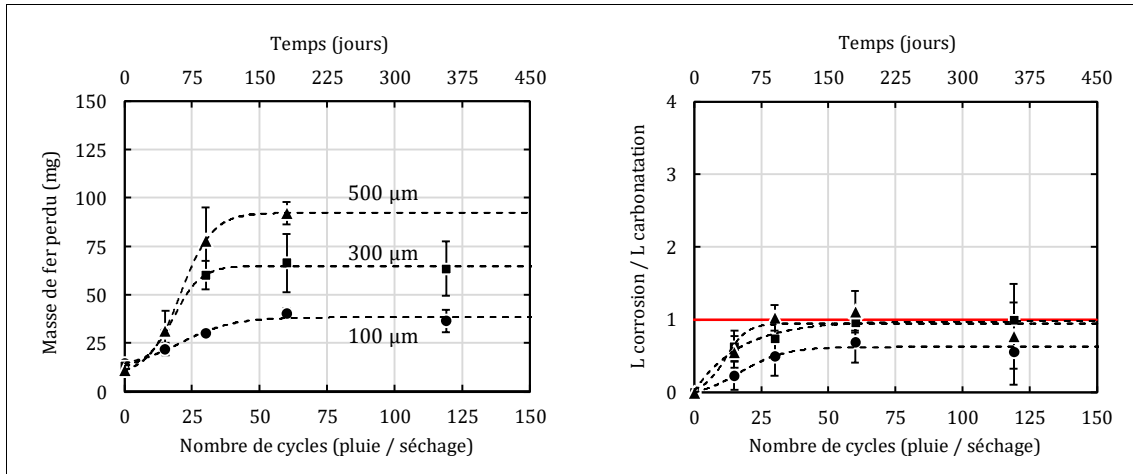 Temps (jours)
0 75 150 225 300 375 450
150
125
100
75
50
25
0
Masse de fer perdu (mg)
500 µm
300 µm
100 µm
0 25 50 75 100 125 150
Nombre de cycles (pluie / séchage)
Temps (jours)
0 75 150 225 300 375 450
4
3
2
1
0
L corrosion / L carbonatation
0 25 50 75 100 125 150
Nombre de cycles (pluie / séchage)